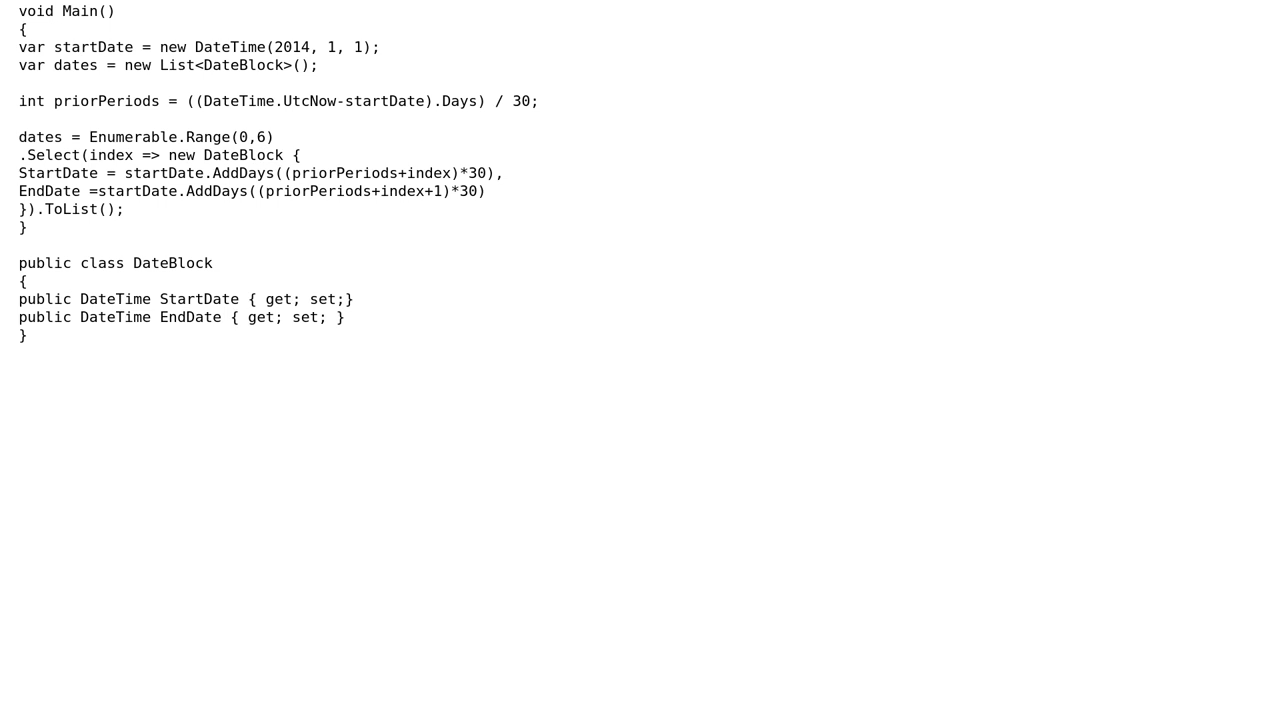 void Main()
{
var startDate = new DateTime(2014, 1, 1);
var dates = new List<DateBlock>();

int priorPeriods = ((DateTime.UtcNow-startDate).Days) / 30;

dates = Enumerable.Range(0,6)
.Select(index => new DateBlock {
StartDate = startDate.AddDays((priorPeriods+index)*30),
EndDate =startDate.AddDays((priorPeriods+index+1)*30)
}).ToList();
}

public class DateBlock
{
public DateTime StartDate { get; set;}
public DateTime EndDate { get; set; }
}